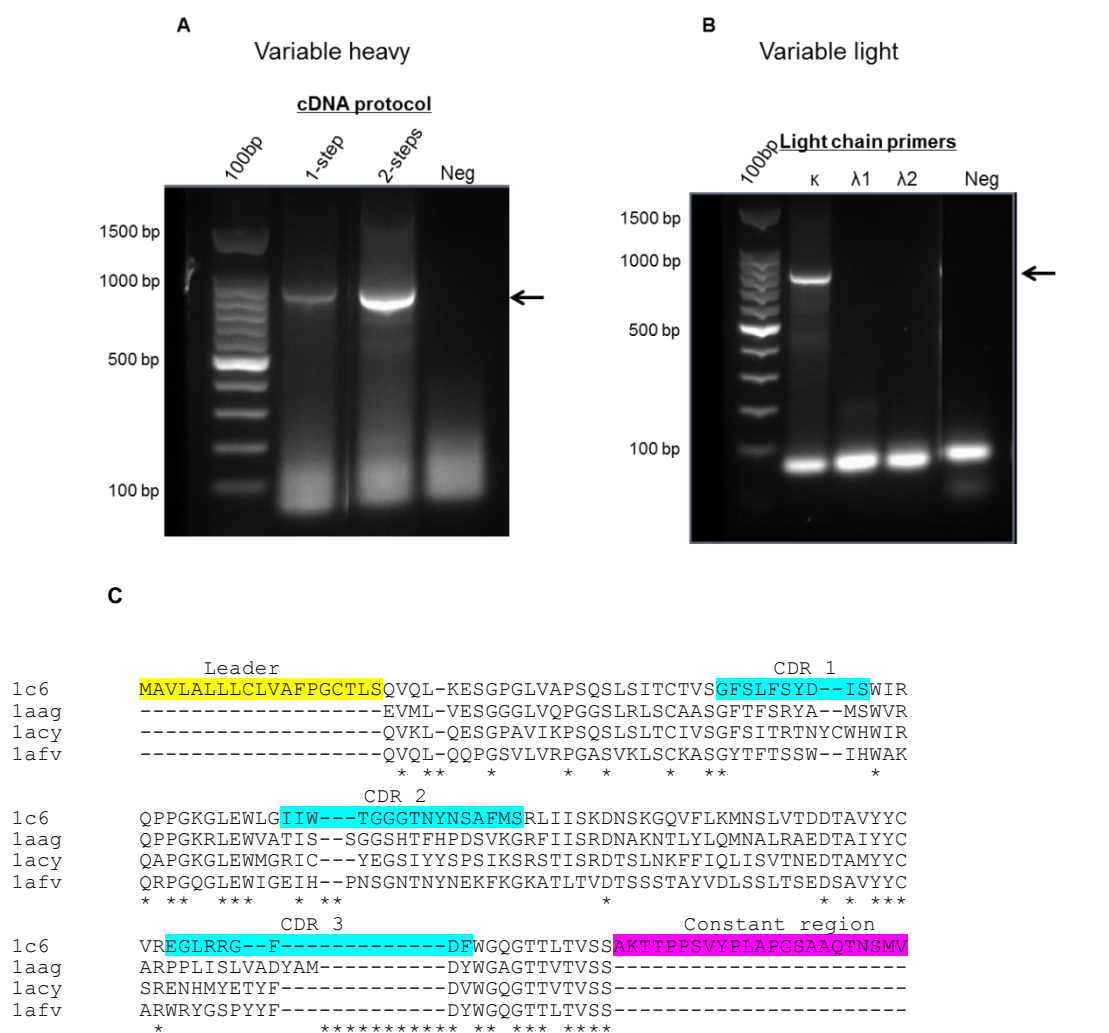 A
Variable heavy
cDNA protocol
100bp 1-step 2-steps Neg
1500 bp
1000 bp
500 bp
100 bp
B
Variable light
Light chain primers
100bp κ λ1 λ2 Neg
1500 bp
1000 bp
500 bp
100 bp
C
Leader CDR 1
1c6 MAVLALLLCLVAFPGCTLSQVQL-KESGPGLVAPSQSLSITCTVSGFSLFSYD--ISWIR
1aag -------------------EVML-VESGGGLVQPGGSLRLSCAASGFTFSRYA--MSWVR
1acy -------------------QVKL-QESGPAVIKPSQSLSLTCIVSGFSITRTNYCWHWIR
1afv -------------------QVQL-QQPGSVLVRPGASVKLSCKASGYTFTSSW--IHWAK
* ** * * * * ** *
CDR 2
1c6 QPPGKGLEWLGIIW---TGGGTNYNSAFMSRLIISKDNSKGQVFLKMNSLVTDDTAVYYC
1aag QTPGKRLEWVATIS--SGGSHTFHPDSVKGRFIISRDNAKNTLYLQMNALRAEDTAIYYC
1acy QAPGKGLEWMGRIC---YEGSIYYSPSIKSRSTISRDTSLNKFFIQLISVTNEDTAMYYC
1afv QRPGQGLEWIGEIH--PNSGNTNYNEKFKGKATLTVDTSSSTAYVDLSSLTSEDSAVYYC
* ** *** * ** * * * ***
CDR 3 Constant region
1c6 VREGLRRG--F-------------DFWGQGTTLTVSSAKTTPPSVYPLAPGSAAQTNSMV
1aag ARPPLISLVADYAM----------DYWGAGTTVTVSS-----------------------
1acy SRENHMYETYF-------------DVWGQGTTVTVSS-----------------------
1afv ARWRYGSPYYF-------------DYWGQGTTLTVSS-----------------------
* *********** ** *** ****